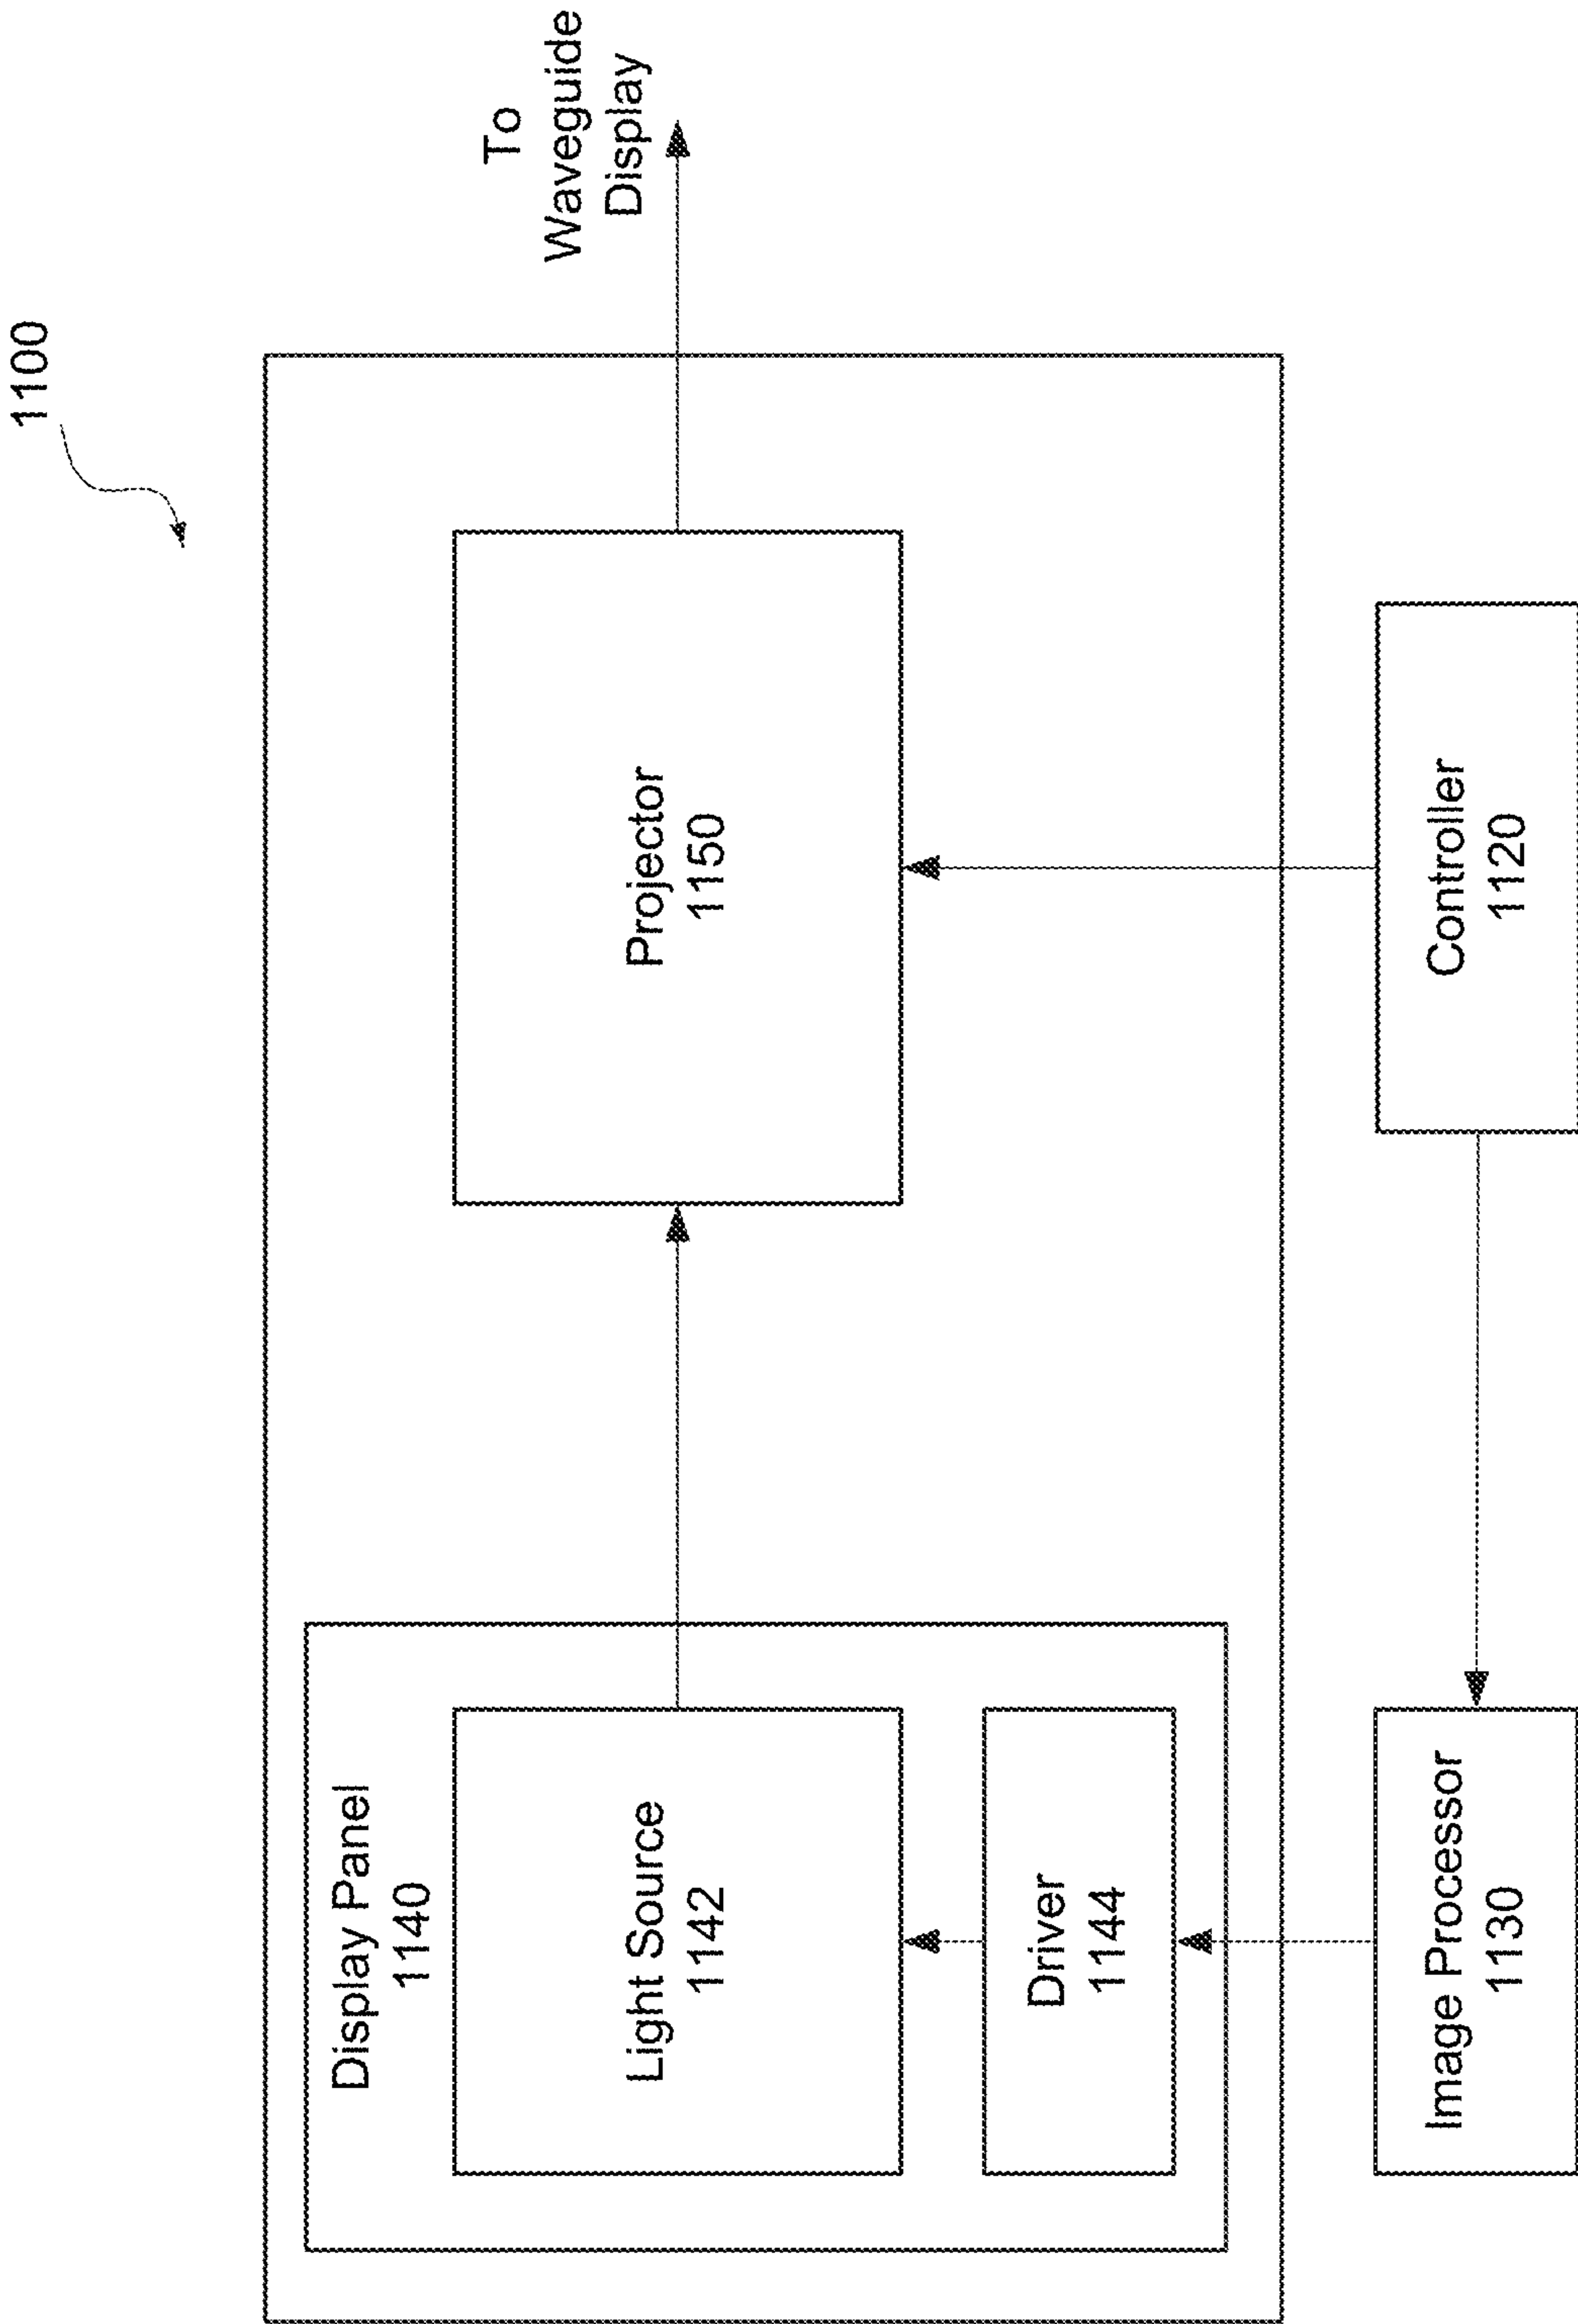 1100
To
Waveguide
Display
Display Panel
1140
Light Source
1142
Projector
1150
Driver
1144
Image Processor
1130
Controller
1120